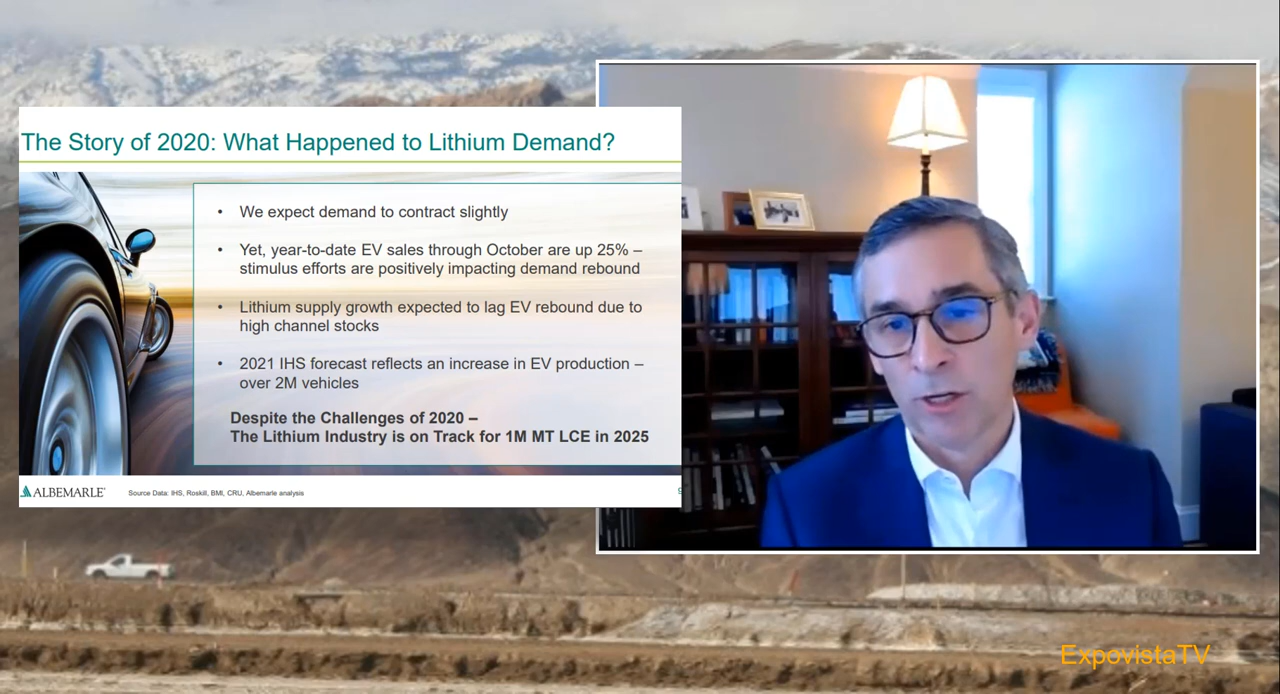 The Story of 2020: What Happened to Lithium Demand?
• We expect demand to contract slightly
• Yet, year-to-date EV sales through October are up 25% –
stimulus efforts are positively impacting demand rebound
• Lithium supply growth expected to lag EV rebound due to
high channel stocks
• 2021 IHS forecast reflects an increase in EV production –
over 2M vehicles
Despite the Challenges of 2020 –
The Lithium Industry is on Track for 1M MT LCE in 2025
ALBEMARLE
Source Data: IHS, Roskill, BMI, CRU, Albemarle analysis
ExpovistaTV